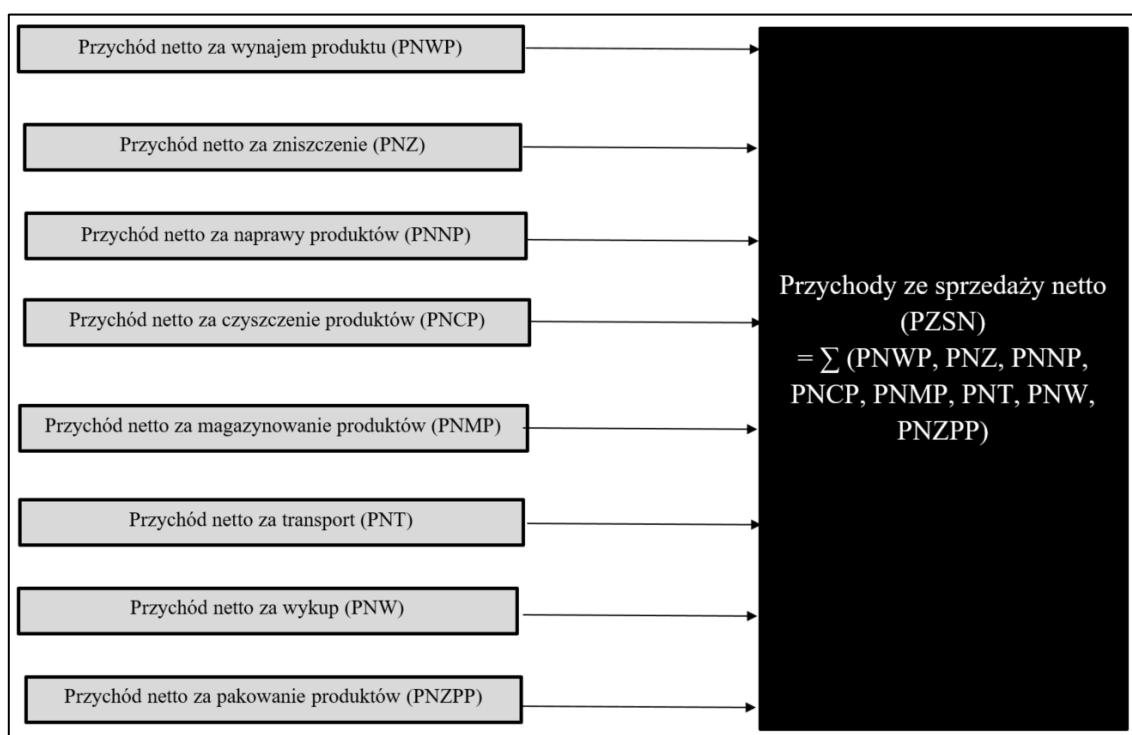 Przychód netto za wynajem produktu (PNWP)
Przychód netto za zniszczenie (PNZ)
Przychód netto za naprawy produktów (PNNP)
Przychód netto za czyszczenie produktów (PNCP)
Przychód netto za magazynowanie produktów (PNMP)
Przychód netto za transport (PNT)
Przychód netto za wykup (PNW)
Przychód netto za pakowanie produktów (PNZPP)
Przychody ze sprzedaży netto
(PZSN)
= ∑ (PNWP, PNZ, PNNP,
PNCP, PNMP, PNT, PNW,
PNZPP)